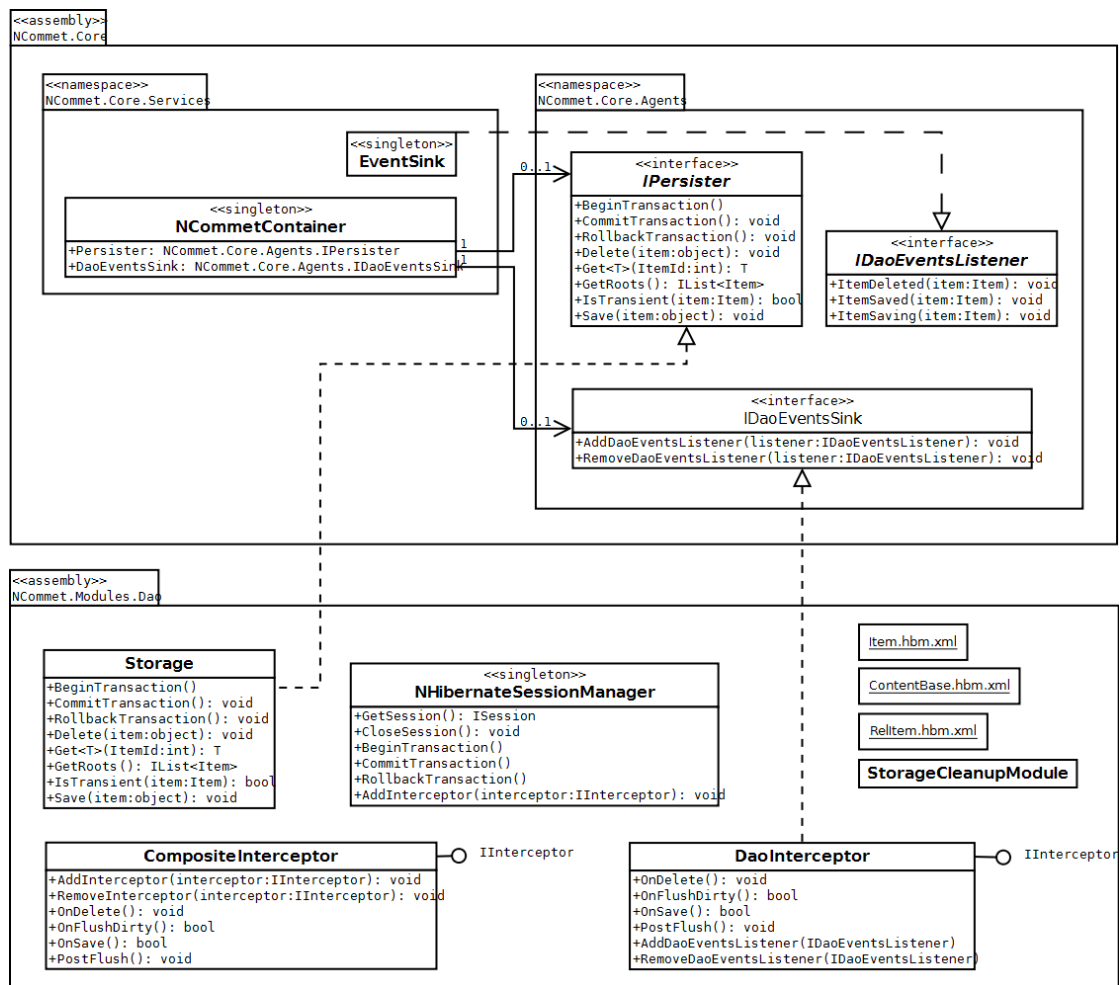 <<assembly>>
NCommet.Core
<<namespace>>
NCommet.Core.Services
<<singleton>>
EventSink
<<singleton>>
NCommetContainer
+Persister: NCommet.Core.Agents.IPersister
+DaoEventsSink: NCommet.Core.Agents.IDaoEventsSink
1
1
0..1
0..1
<<namespace>>
NCommet.Core.Agents
<<interface>>
IPersister
+BeginTransaction()
+CommitTransaction(): void
+RollbackTransaction(): void
+Delete(item:object): void
+Get<T>(ItemId:int): T
+GetRoots(): IList<Item>
+IsTransient(item:Item): bool
+Save(item:object): void
<<interface>>
IDaoEventsListener
+ItemDeleted(item:Item): void
+ItemSaved(item:Item): void
+ItemSaving(item:Item): void
<<interface>>
IDaoEventsSink
+AddDaoEventsListener(listener:IDaoEventsListener): void
+RemoveDaoEventsListener(listener:IDaoEventsListener): void
<<assembly>>
NCommet.Modules.Dao
Storage
+BeginTransaction()
+CommitTransaction(): void
+RollbackTransaction(): void
+Delete(item:object): void
+Get<T>(ItemId:int): T
+GetRoots(): IList<Item>
+IsTransient(item:Item): bool
+Save(item:object): void
<<singleton>>
NHibernateSessionManager
+GetSession(): ISession
+CloseSession(): void
+BeginTransaction()
+CommitTransaction()
+RollbackTransaction()
+AddInterceptor(interceptor:IInterceptor): void
Item.hbm.xml
ContentBase.hbm.xml
RelItem.hbm.xml
StorageCleanupModule
CompositeInterceptor
+AddInterceptor(interceptor:IInterceptor): void
+RemoveInterceptor(interceptor:IInterceptor): void
+OnDelete(): void
+OnFlushDirty(): bool
+OnSave(): bool
+PostFlush(): void
IInterceptor
DaoInterceptor
+OnDelete(): void
+OnFlushDirty(): bool
+OnSave(): bool
+PostFlush(): void
+AddDaoEventsListener(IDaoEventsListener)
+RemoveDaoEventsListener(IDaoEventsListener)
IInterceptor